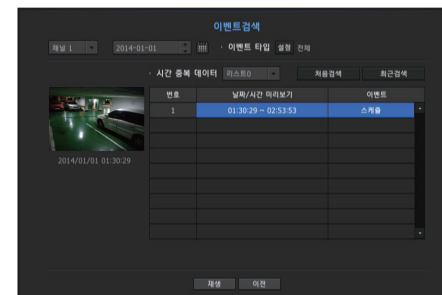 이벤트검색
채널 1 2014-01-01 · 이벤트 타입 설정 전체
· 시간 중복 데이터 리스트0 처음검색 최근검색
번호 날짜/시간 미리보기 이벤트
1 01:30:29 ~ 02:53:53 스케줄
2014/01/01 01:30:29
재생 이전